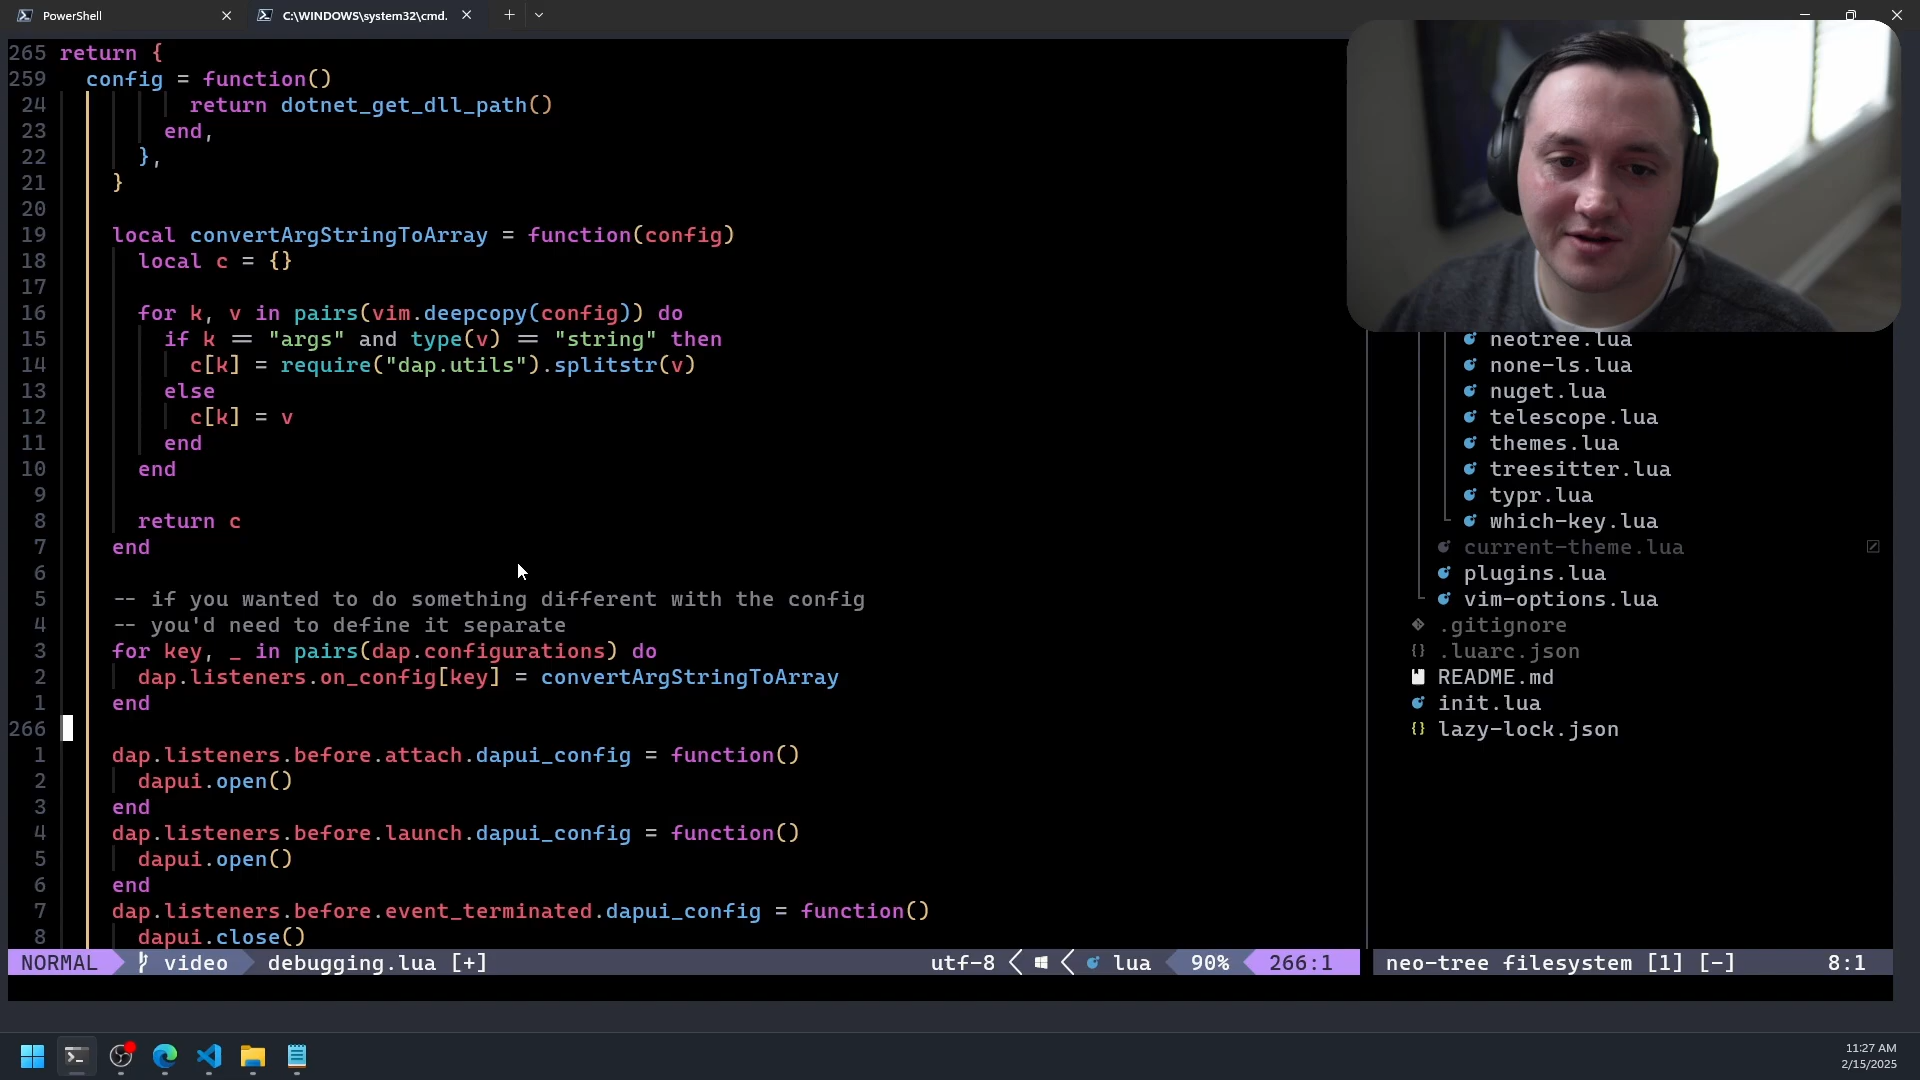 PowerShell
C:\WINDOWS\system32\cmd.
265 return {
259 config = function()
24 return dotnet_get_dll_path()
23 end,
22 },
21 }
20
19 local convertArgStringToArray = function(config)
18 local c = {}
17
16 for k, v in pairs(vim.deepcopy(config)) do
15 if k == "args" and type(v) == "string" then
14 c[k] = require("dap.utils").splitstr(v)
13 else
12 c[k] = v
11 end
10 end
9
8 return c
7 end
6
5 -- if you wanted to do something different with the config
4 -- you'd need to define it separate
3 for key, _ in pairs(dap.configurations) do
2 dap.listeners.on_config[key] = convertArgStringToArray
1 end
266
1 dap.listeners.before.attach.dapui_config = function()
2 dapui.open()
3 end
4 dap.listeners.before.launch.dapui_config = function()
5 dapui.open()
6 end
7 dap.listeners.before.event_terminated.dapui_config = function()
8 dapui.close()
neotree.lua
none-ls.lua
nuget.lua
telescope.lua
themes.lua
treesitter.lua
typr.lua
which-key.lua
current-theme.lua
plugins.lua
vim-options.lua
.gitignore
.luarc.json
README.md
init.lua
lazy-lock.json
NORMAL video debugging.lua [+] utf-8 lua 90% 266:1
neo-tree filesystem [1] [-] 8:1
11:27 AM
2/15/2025